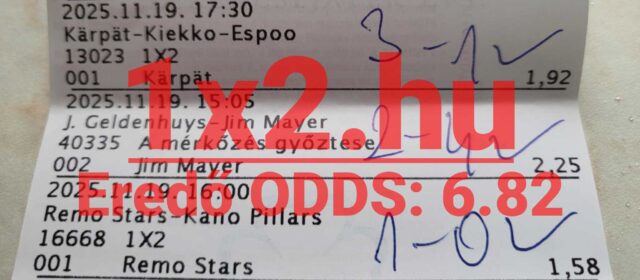 2025.11.19. 17:30
Kärpät-Kiekko-Espoo
13023 1X2
001 Kärpät 1,92
3-1
2025.11.19. 15:05
J. Geldenhuys-Jim Mayer
40335 A mérkőzés győztese
002 Jim Mayer 2,25
2-4
2025.11.19. 16:00
Remo Stars-Kano Pillars
16668 1X2
001 Remo Stars 1,58
1-0
1x2.hu
Eredő ODDS: 6.82